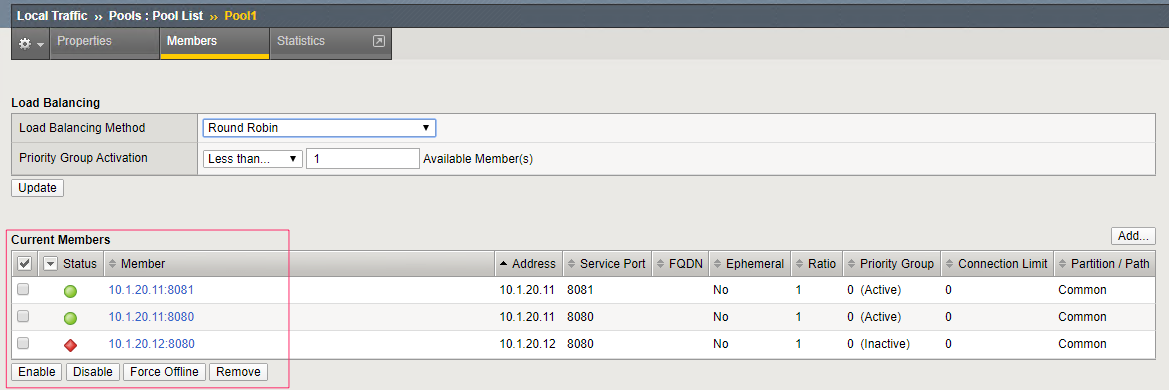 Local Traffic ›› Pools : Pool List ›› Pool1
Properties Members Statistics
Load Balancing
Load Balancing Method Round Robin
Priority Group Activation Less than... 1 Available Member(s)
Update
Current Members Add...
Status Member Address Service Port FQDN Ephemeral Ratio Priority Group Connection Limit Partition / Path
10.1.20.11:8081 10.1.20.11 8081 No 1 0 (Active) 0 Common
10.1.20.11:8080 10.1.20.11 8080 No 1 0 (Active) 0 Common
10.1.20.12:8080 10.1.20.12 8080 No 1 0 (Inactive) 0 Common
Enable Disable Force Offline Remove